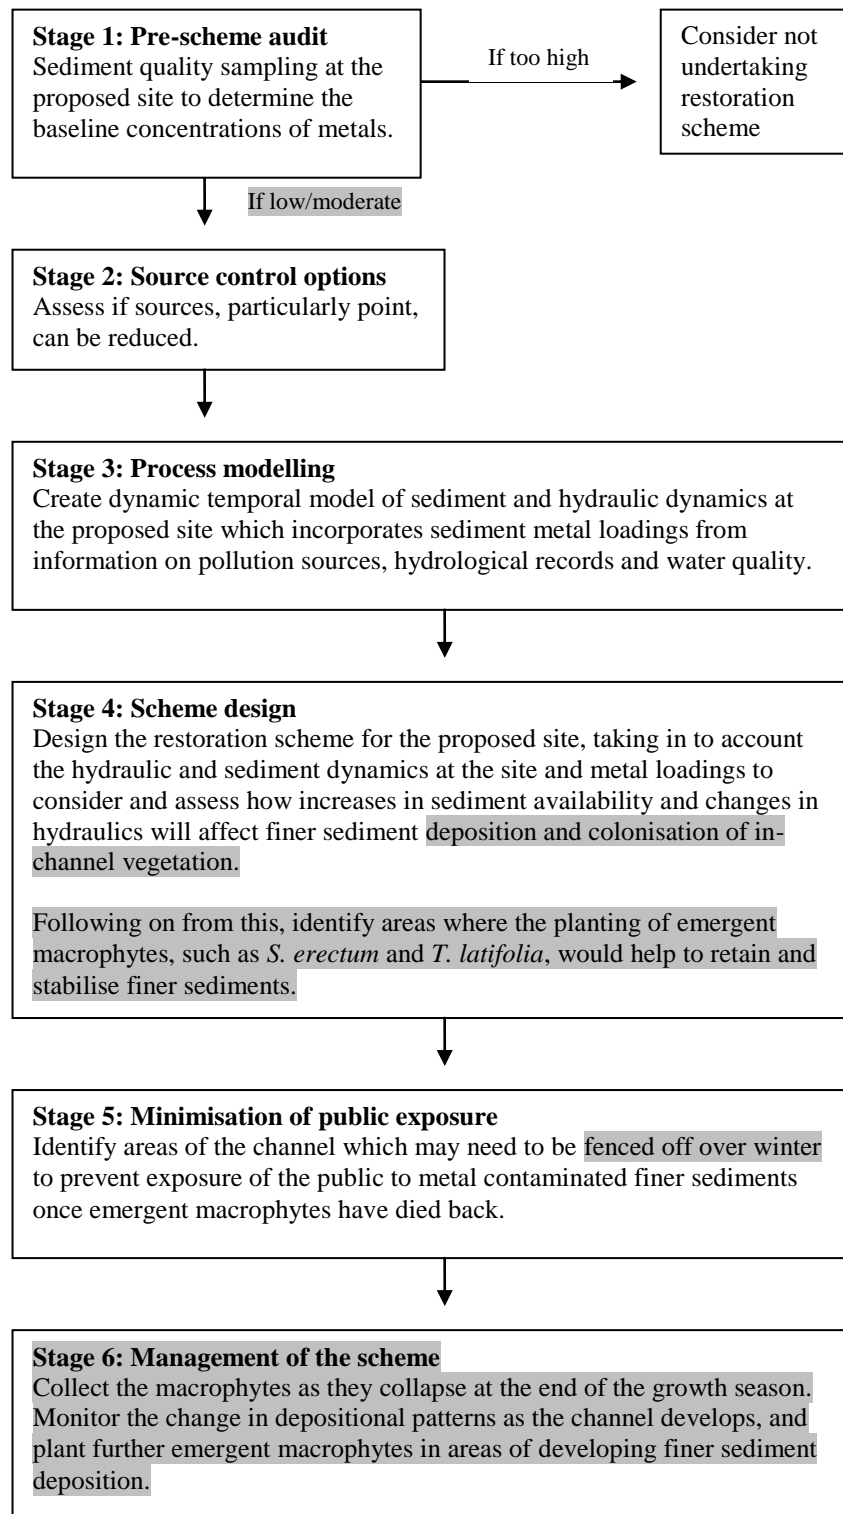 Stage 1: Pre-scheme audit
Sediment quality sampling at the
proposed site to determine the
baseline concentrations of metals.
If too high
Consider not
undertaking
restoration
scheme
If low/moderate
Stage 2: Source control options
Assess if sources, particularly point,
can be reduced.
Stage 3: Process modelling
Create dynamic temporal model of sediment and hydraulic dynamics at
the proposed site which incorporates sediment metal loadings from
information on pollution sources, hydrological records and water quality.
Stage 4: Scheme design
Design the restoration scheme for the proposed site, taking in to account
the hydraulic and sediment dynamics at the site and metal loadings to
consider and assess how increases in sediment availability and changes in
hydraulics will affect finer sediment deposition and colonisation of in-
channel vegetation.
Following on from this, identify areas where the planting of emergent
macrophytes, such as S. erectum and T. latifolia, would help to retain and
stabilise finer sediments.
Stage 5: Minimisation of public exposure
Identify areas of the channel which may need to be fenced off over winter
to prevent exposure of the public to metal contaminated finer sediments
once emergent macrophytes have died back.
Stage 6: Management of the scheme
Collect the macrophytes as they collapse at the end of the growth season.
Monitor the change in depositional patterns as the channel develops, and
plant further emergent macrophytes in areas of developing finer sediment
deposition.